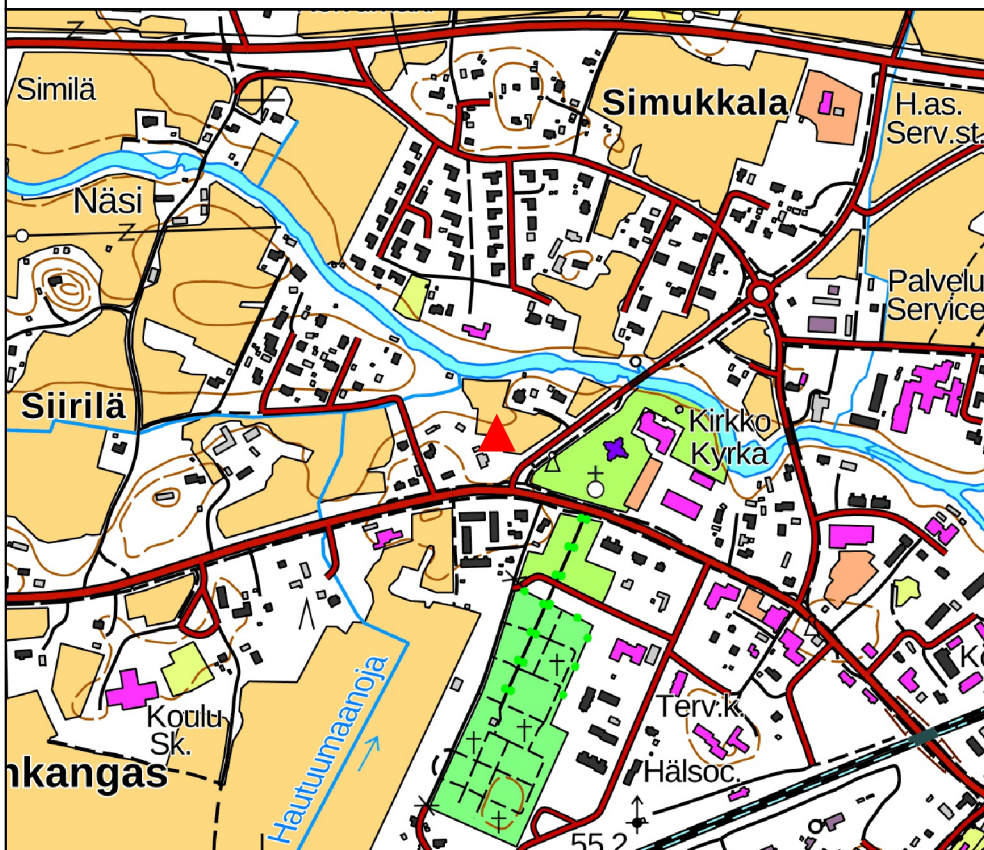 Similä
Simukkala
H.as.
Serv.st.
Näsi
Palvelu
Service
Siirilä
Kirkko
Kyrka
Koulu
Sk.
Terv.k.
Hälsoc.
nkangas
Hautuumaanoja
55.2